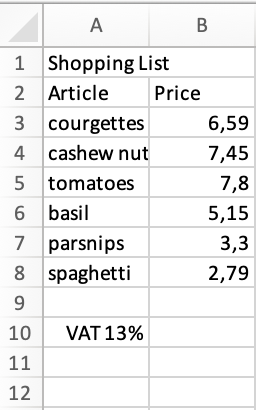 A B
1 Shopping List
2 Article Price
3 courgettes 6,59
4 cashew nut 7,45
5 tomatoes 7,8
6 basil 5,15
7 parsnips 3,3
8 spaghetti 2,79
9
10 VAT 13%
11
12